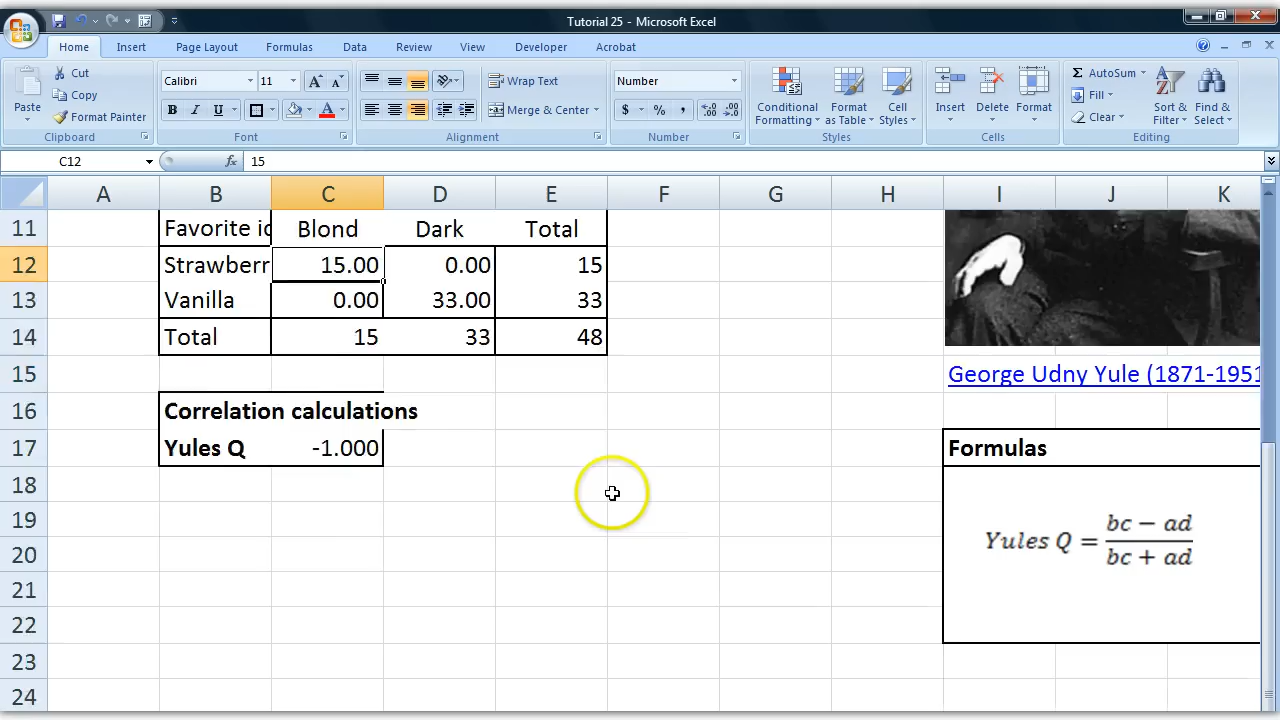 Tutorial 25 - Microsoft Excel
Home Insert Page Layout Formulas Data Review View Developer Acrobat
Paste Cut Copy Format Painter Clipboard
Calibri 11 B I U A Font
Wrap Text Merge & Center Alignment
Number $ % , Number
Conditional Formatting Format as Table Cell Styles Styles
Insert Delete Format Cells
AutoSum Fill Clear Sort & Filter Find & Select Editing
C12 fx 15
A B C D E F G H I J K
11 Favorite ic Blond Dark Total
12 Strawberr 15.00 0.00 15
13 Vanilla 0.00 33.00 33
14 Total 15 33 48
15 George Udny Yule (1871-1951
16 Correlation calculations
17 Yules Q -1.000 Formulas
18
19 Yules Q = bc − ad / bc + ad
20
21
22
23
24